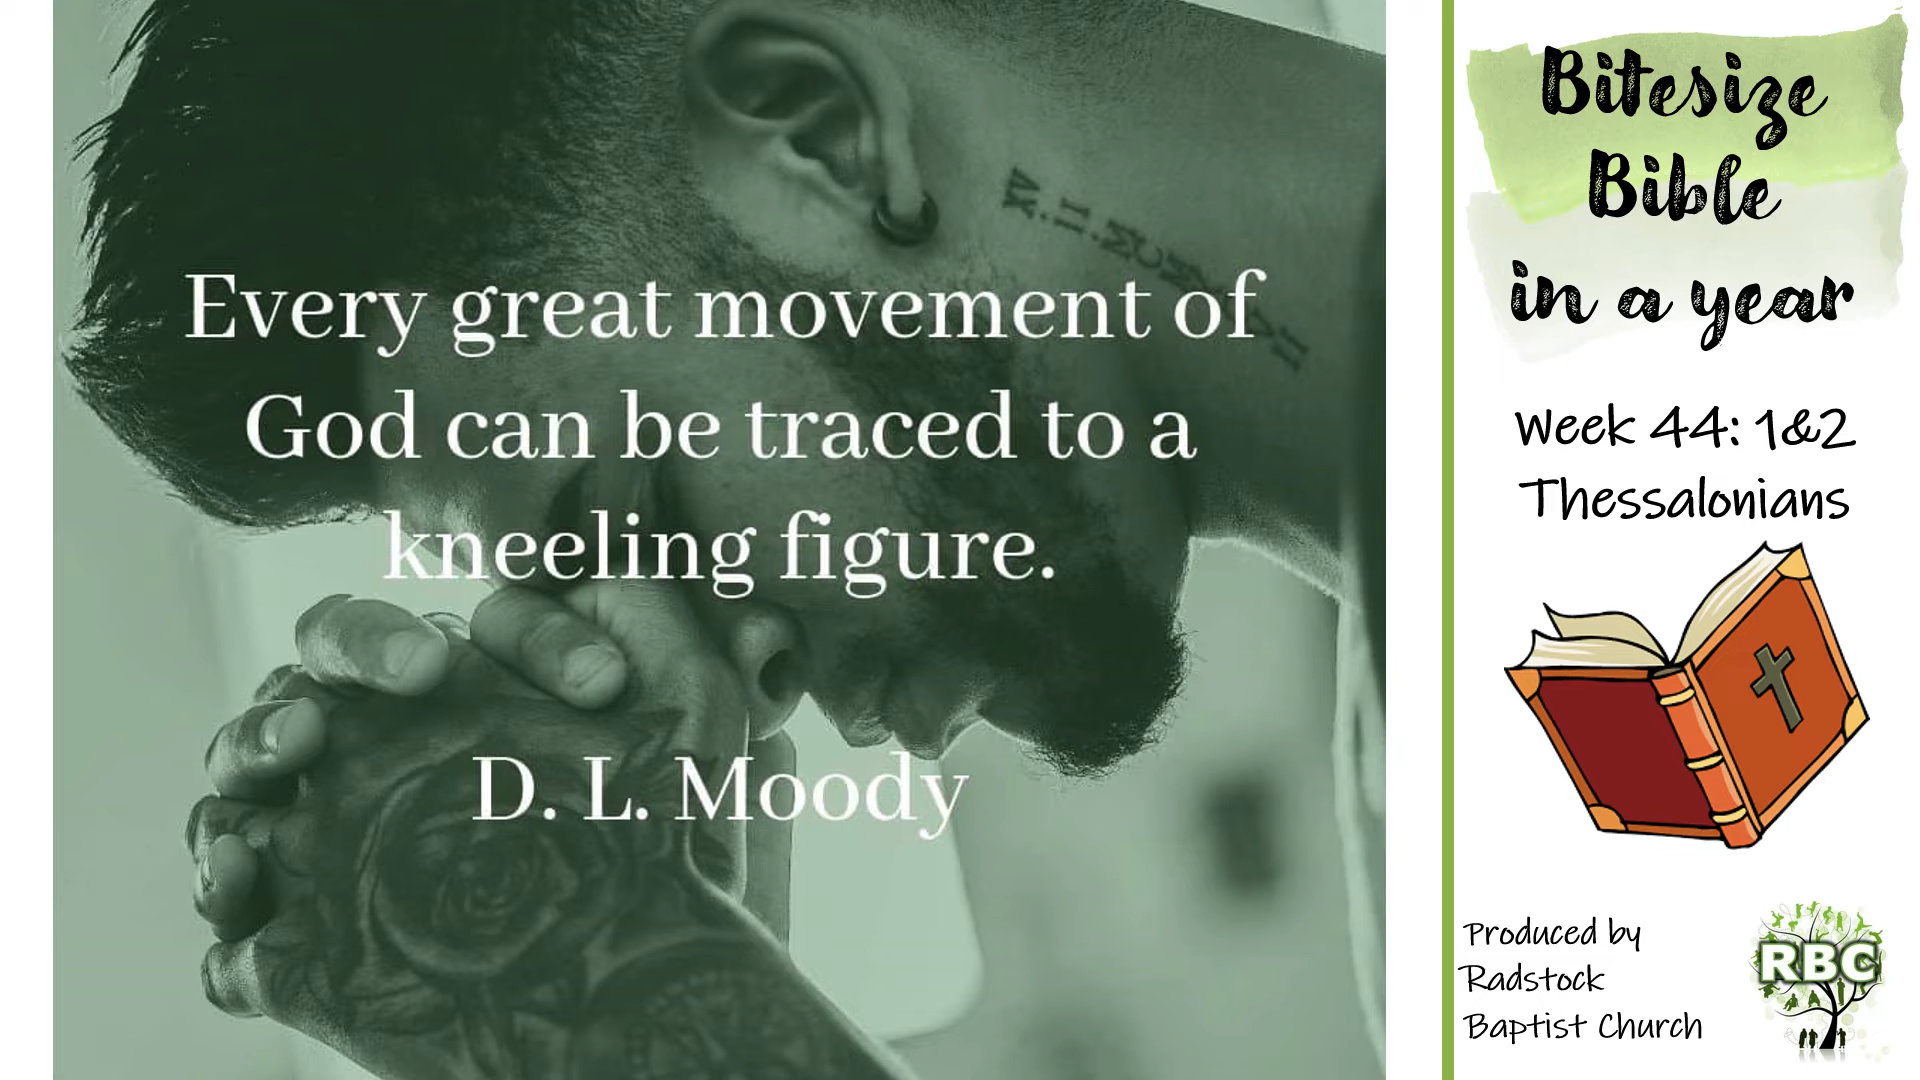 Every great movement of
God can be traced to a
kneeling figure.
D. L. Moody
Bitesize
Bible
in a year
Week 44: 1&2
Thessalonians
Produced by
Radstock
Baptist Church
RBC